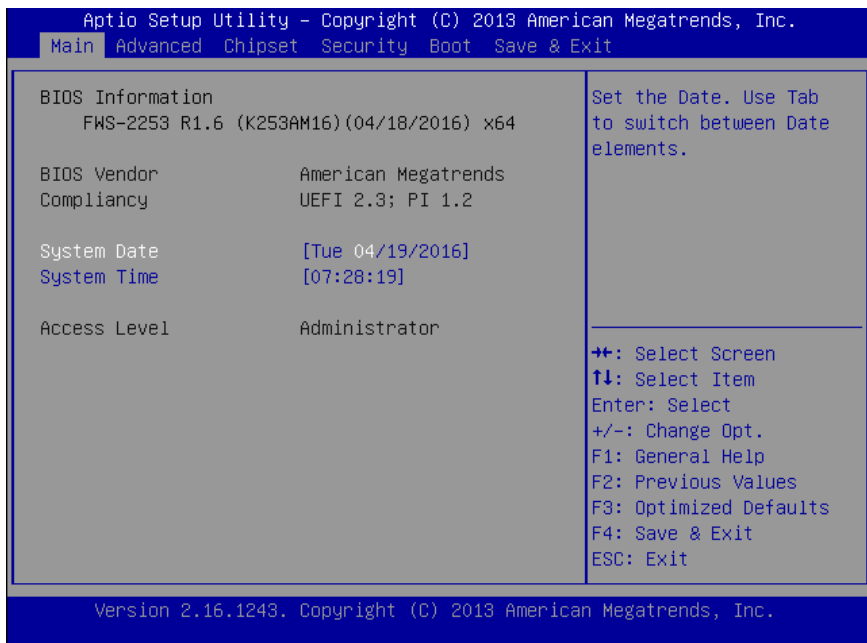 Aptio Setup Utility – Copyright (C) 2013 American Megatrends, Inc.
Main Advanced Chipset Security Boot Save & Exit
BIOS Information
FWS-2253 R1.6 (K253AM16)(04/18/2016) x64
BIOS Vendor American Megatrends
Compliancy UEFI 2.3; PI 1.2
System Date [Tue 04/19/2016]
System Time [07:28:19]
Access Level Administrator
Set the Date. Use Tab
to switch between Date
elements.
→←: Select Screen
↑↓: Select Item
Enter: Select
+/-: Change Opt.
F1: General Help
F2: Previous Values
F3: Optimized Defaults
F4: Save & Exit
ESC: Exit
Version 2.16.1243. Copyright (C) 2013 American Megatrends, Inc.